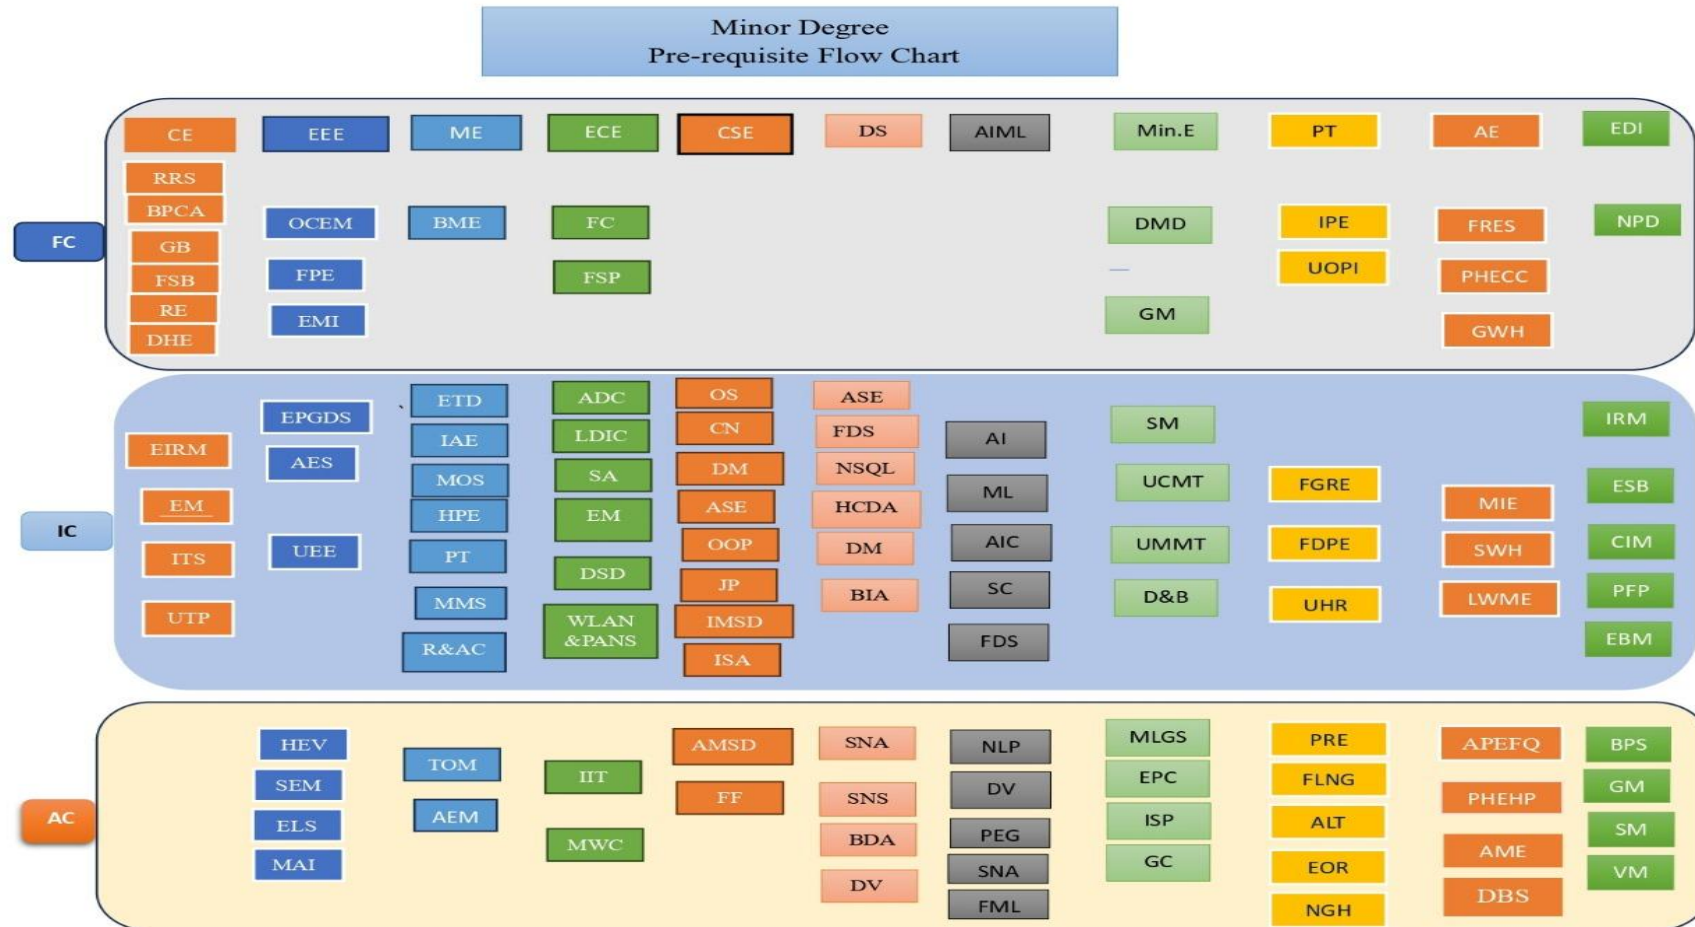 Minor Degree
Pre-requisite Flow Chart
CE EEE ME ECE CSE DS AIML Min.E PT AE EDI
RRS
BPCA OCEM BME FC DMD IPE FRES NPD
FC
GB
FSB FPE FSP UOPI PHECC
RE EMI GM GWH
DHE
ETD ADC OS ASE
EPGDS IAE LDIC CN FDS AI SM IRM
EIRM AES MOS SA DM NSQL
EM HPE EM ASE HCDA ML UCMT FGRE MIE ESB
IC
ITS UEE PT DSD OOP DM AIC UMMT FDPE SWH CIM
JP BIA SC D&B UHR LWME PFP
UTP MMS WLAN
&PANS IMSD
R&AC ISA FDS EBM
HEV TOM AMSD SNA NLP MLGS PRE APEFQ BPS
SEM IIT FF SNS DV EPC FLNG PHEHP GM
AC
ELS AEM MWC BDA PEG ISP ALT AME SM
MAI DV SNA GC EOR DBS VM
FML NGH